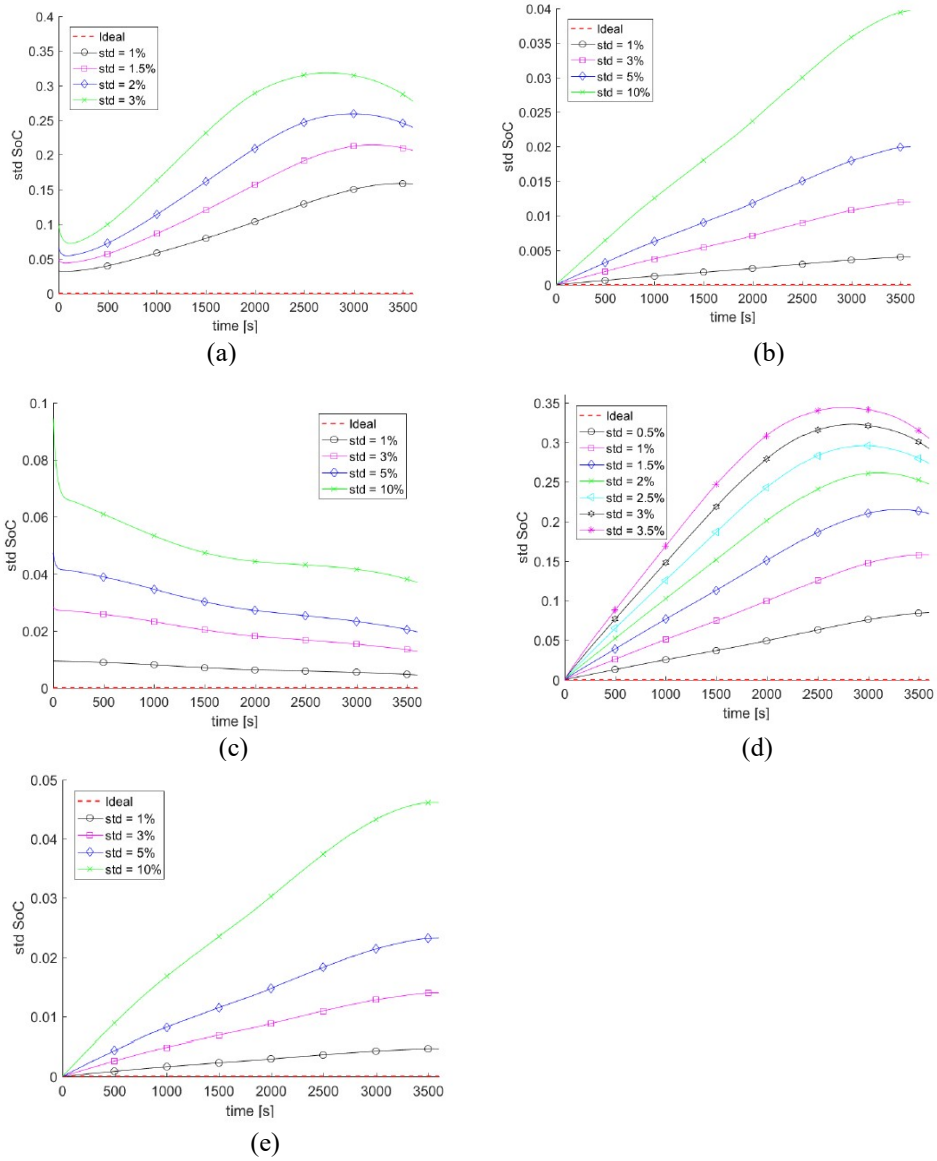 0.4
0.35
0.3
0.25
0.2
0.15
0.1
0.05
0
std SoC
Ideal
std = 1%
std = 1.5%
std = 2%
std = 3%
0 500 1000 1500 2000 2500 3000 3500
time [s]
(a)
0.04
0.035
0.03
0.025
0.02
0.015
0.01
0.005
0
std SoC
Ideal
std = 1%
std = 3%
std = 5%
std = 10%
0 500 1000 1500 2000 2500 3000 3500
time [s]
(b)
0.1
0.08
0.06
0.04
0.02
0
std SoC
Ideal
std = 1%
std = 3%
std = 5%
std = 10%
0 500 1000 1500 2000 2500 3000 3500
time [s]
(c)
0.35
0.3
0.25
0.2
0.15
0.1
0.05
0
std SoC
Ideal
std = 0.5%
std = 1%
std = 1.5%
std = 2%
std = 2.5%
std = 3%
std = 3.5%
0 500 1000 1500 2000 2500 3000 3500
time [s]
(d)
0.05
0.04
0.03
0.02
0.01
0
std SoC
Ideal
std = 1%
std = 3%
std = 5%
std = 10%
0 500 1000 1500 2000 2500 3000 3500
time [s]
(e)